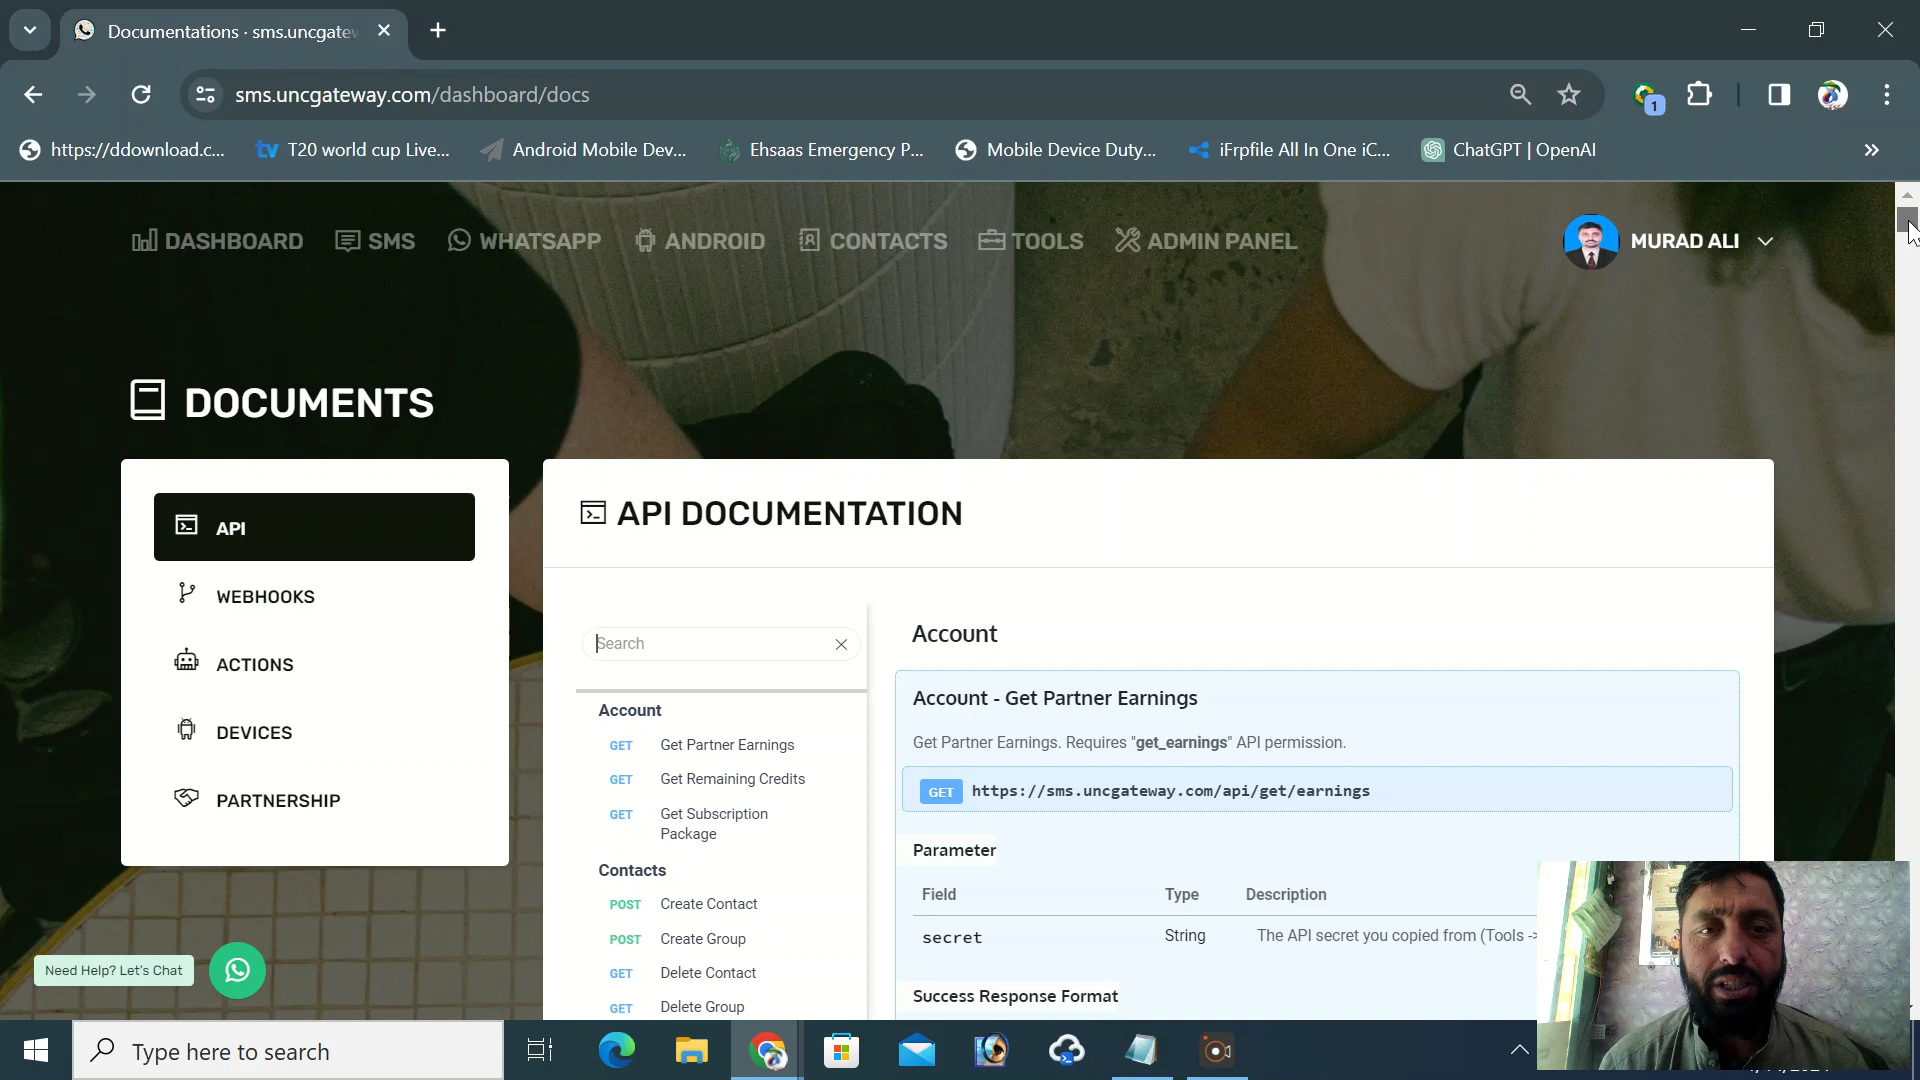 Documentations · sms.uncgatew
sms.uncgateway.com/dashboard/docs
1
https://ddownload.c...
T20 world cup Live...
Android Mobile Dev...
Ehsaas Emergency P...
Mobile Device Duty...
iFrpfile All In One iC...
ChatGPT | OpenAI
DASHBOARD
SMS
WHATSAPP
ANDROID
CONTACTS
TOOLS
ADMIN PANEL
MURAD ALI
DOCUMENTS
API
WEBHOOKS
ACTIONS
DEVICES
PARTNERSHIP
API DOCUMENTATION
Search
Account
GET Get Partner Earnings
GET Get Remaining Credits
GET Get Subscription
Package
Contacts
POST Create Contact
POST Create Group
GET Delete Contact
GET Delete Group
Account
Account - Get Partner Earnings
Get Partner Earnings. Requires "get_earnings" API permission.
GET https://sms.uncgateway.com/api/get/earnings
Parameter
Field Type Description
secret String The API secret you copied from (Tools ->
Success Response Format
Need Help? Let's Chat
Type here to search